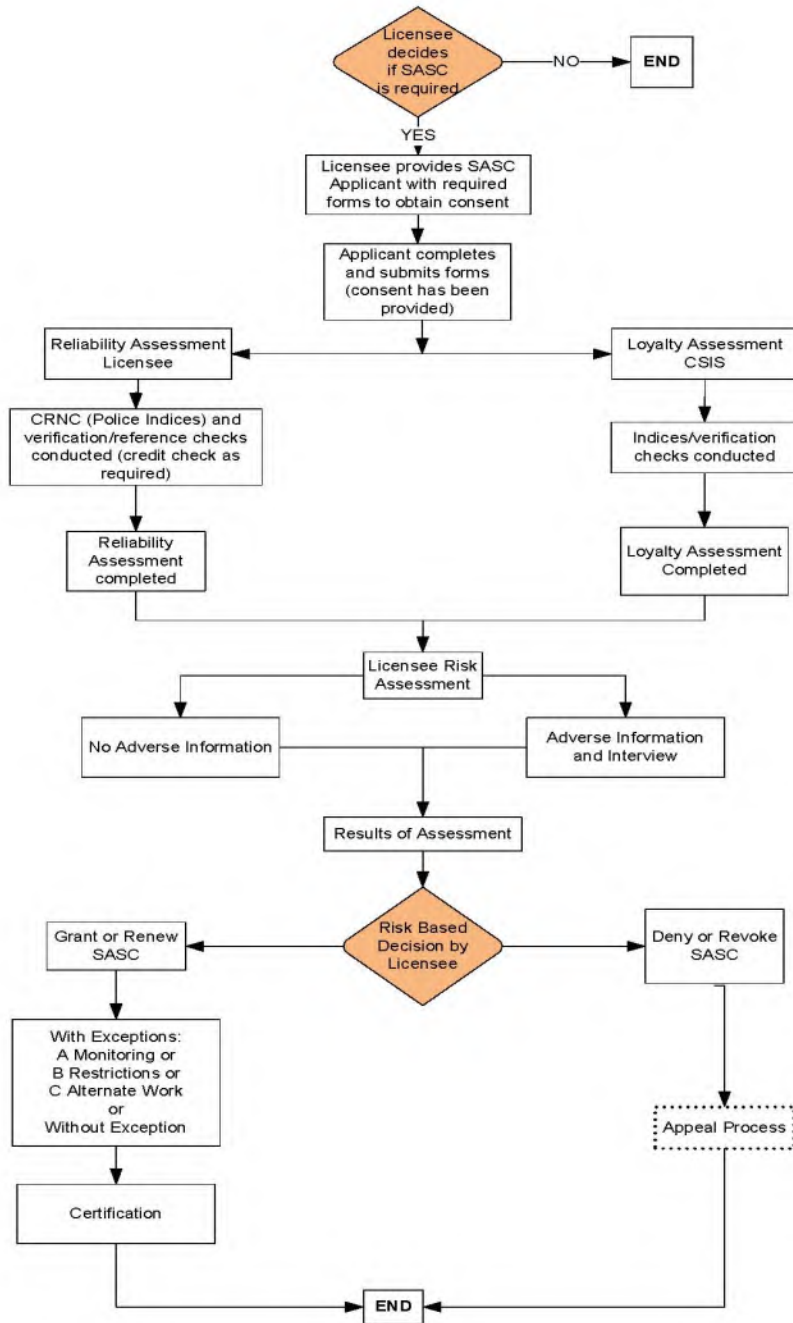 Licensee
decides
if SASC
is required
NO
END
YES
Licensee provides SASC
Applicant with required
forms to obtain consent
Applicant completes
and submits forms
(consent has been
provided)
Reliability Assessment
Licensee
Loyalty Assessment
CSIS
CRNC (Police Indices) and
verification/reference checks
conducted (credit check as
required)
Indices/verification
checks conducted
Reliability
Assessment
completed
Loyalty Assessment
Completed
Licensee Risk
Assessment
No Adverse Information
Adverse Information
and Interview
Results of Assessment
Risk Based
Decision by
Licensee
Grant or Renew
SASC
Deny or Revoke
SASC
With Exceptions:
A Monitoring or
B Restrictions or
C Alternate Work
or
Without Exception
Appeal Process
Certification
END